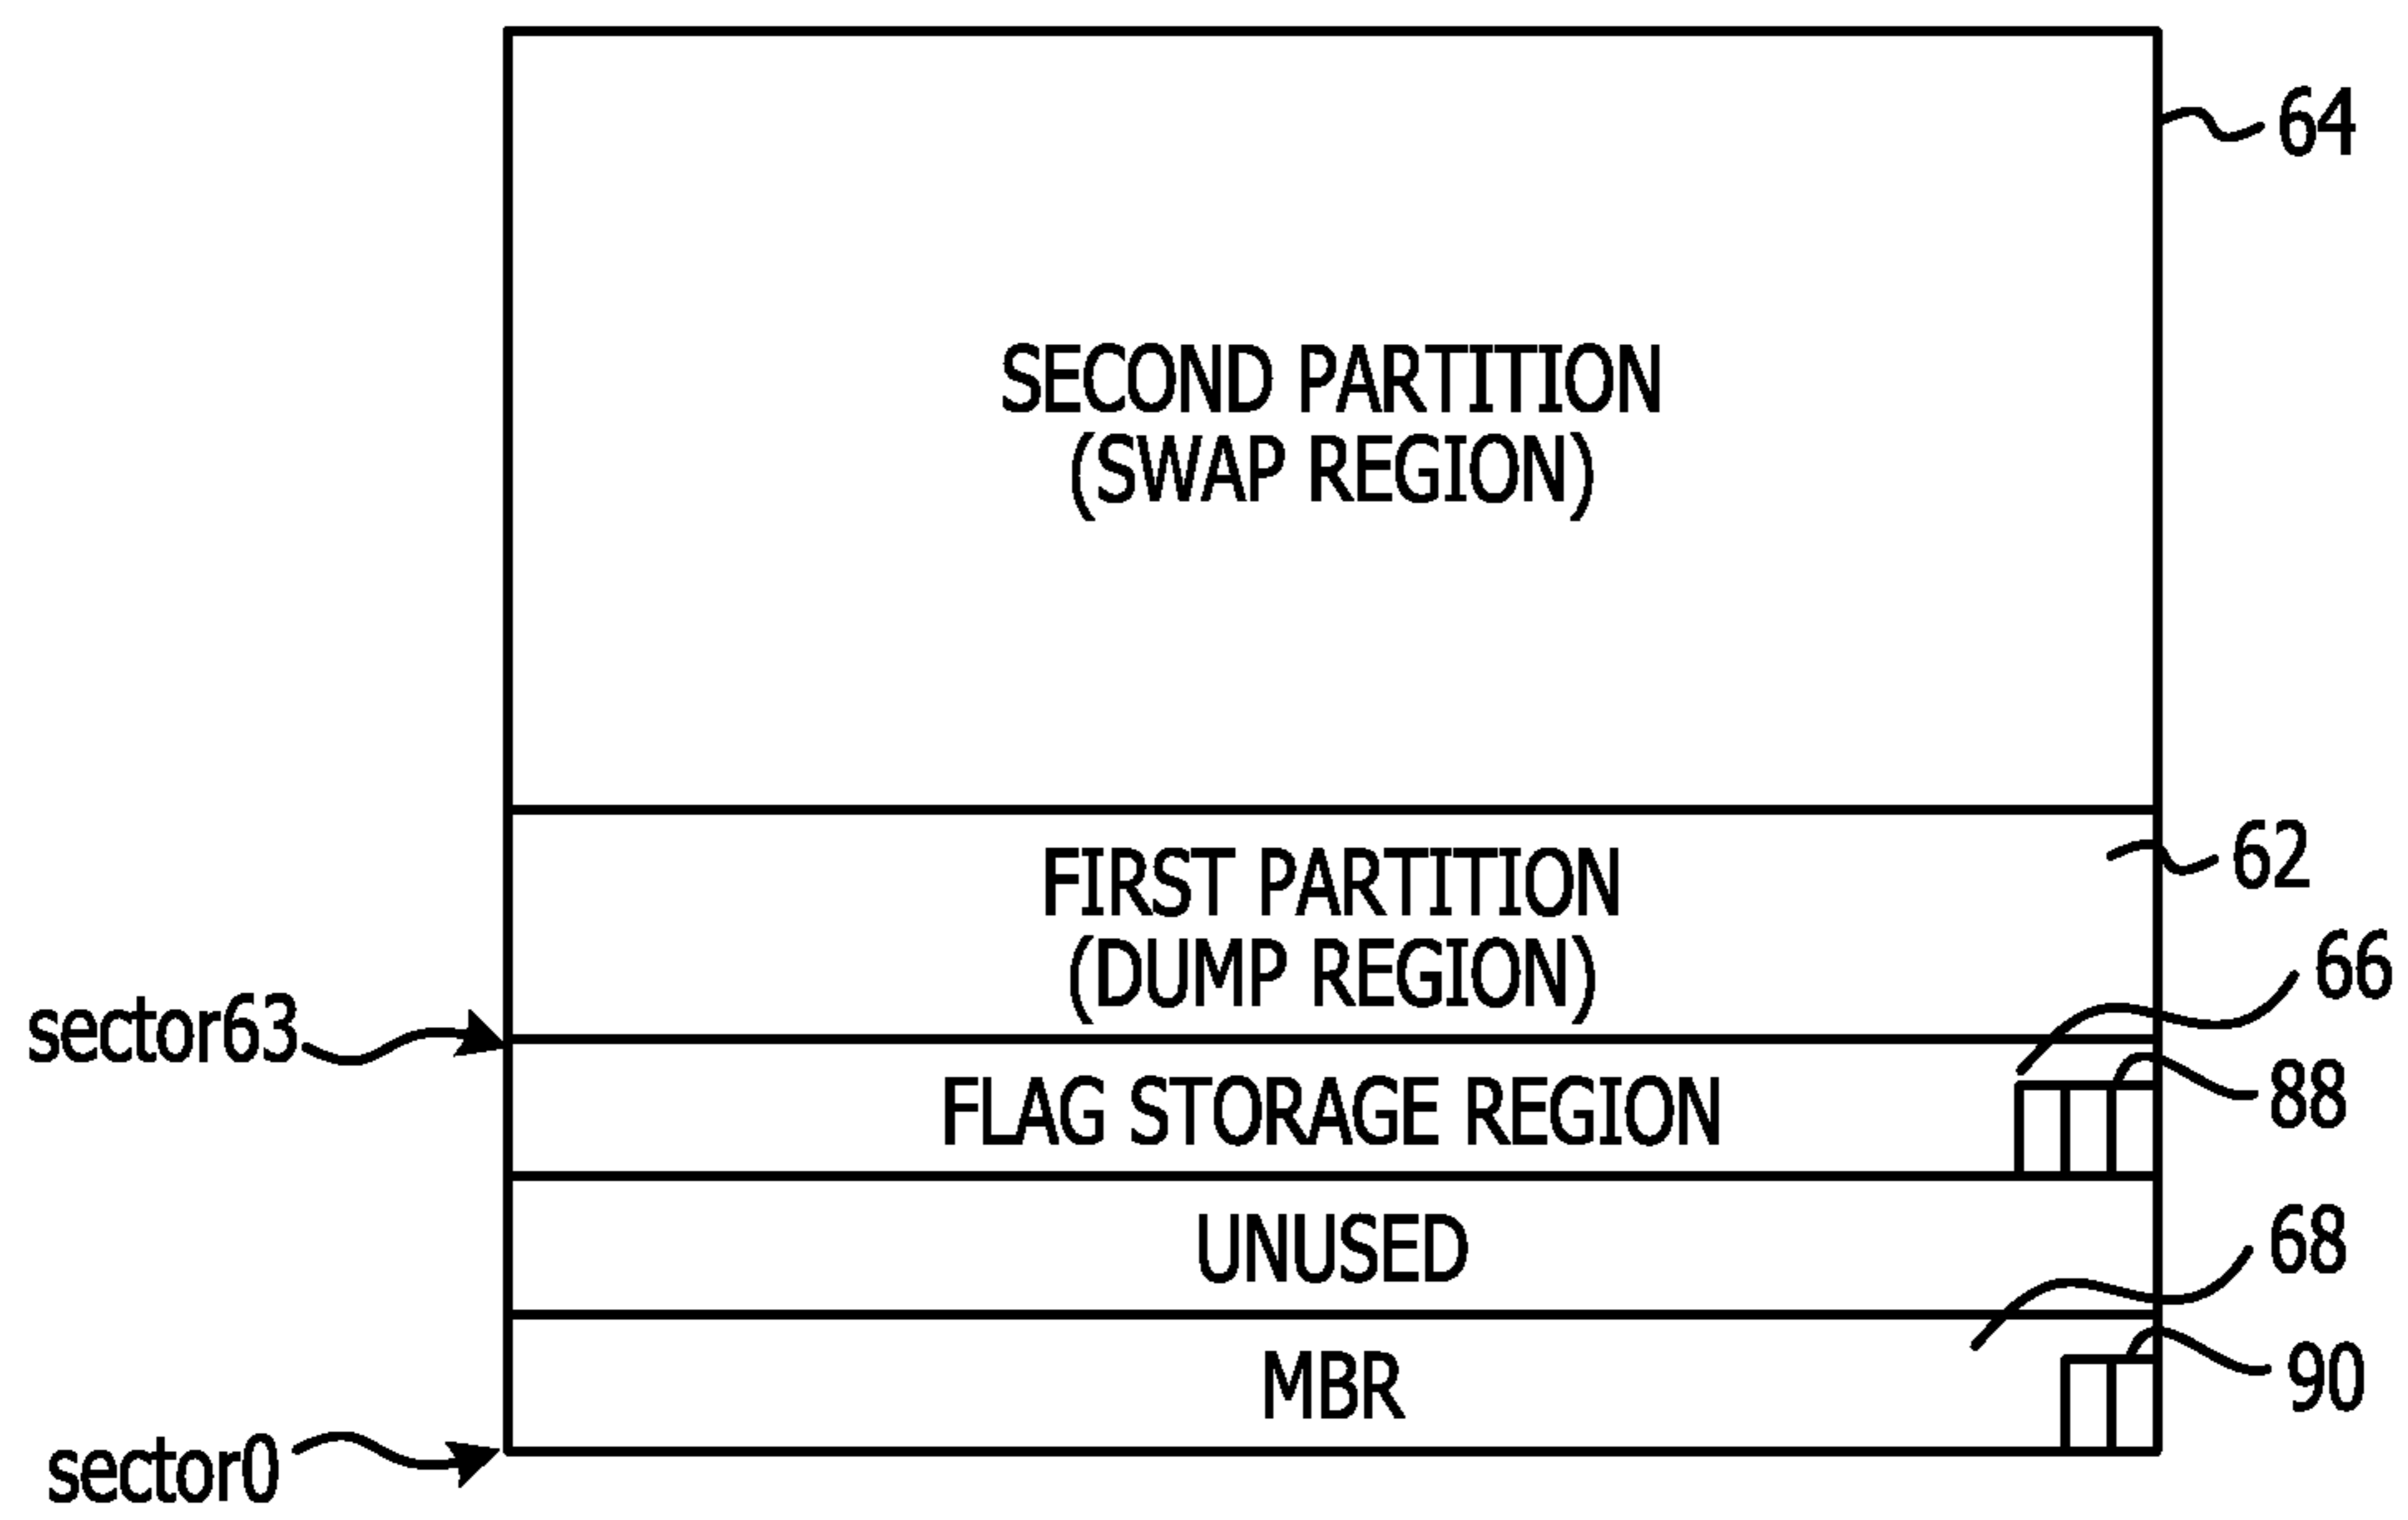 64
SECOND PARTITION
(SWAP REGION)
FIRST PARTITION
62
(DUMP REGION)
66
sector63
FLAG STORAGE REGION
88
UNUSED
68
MBR
90
sector0